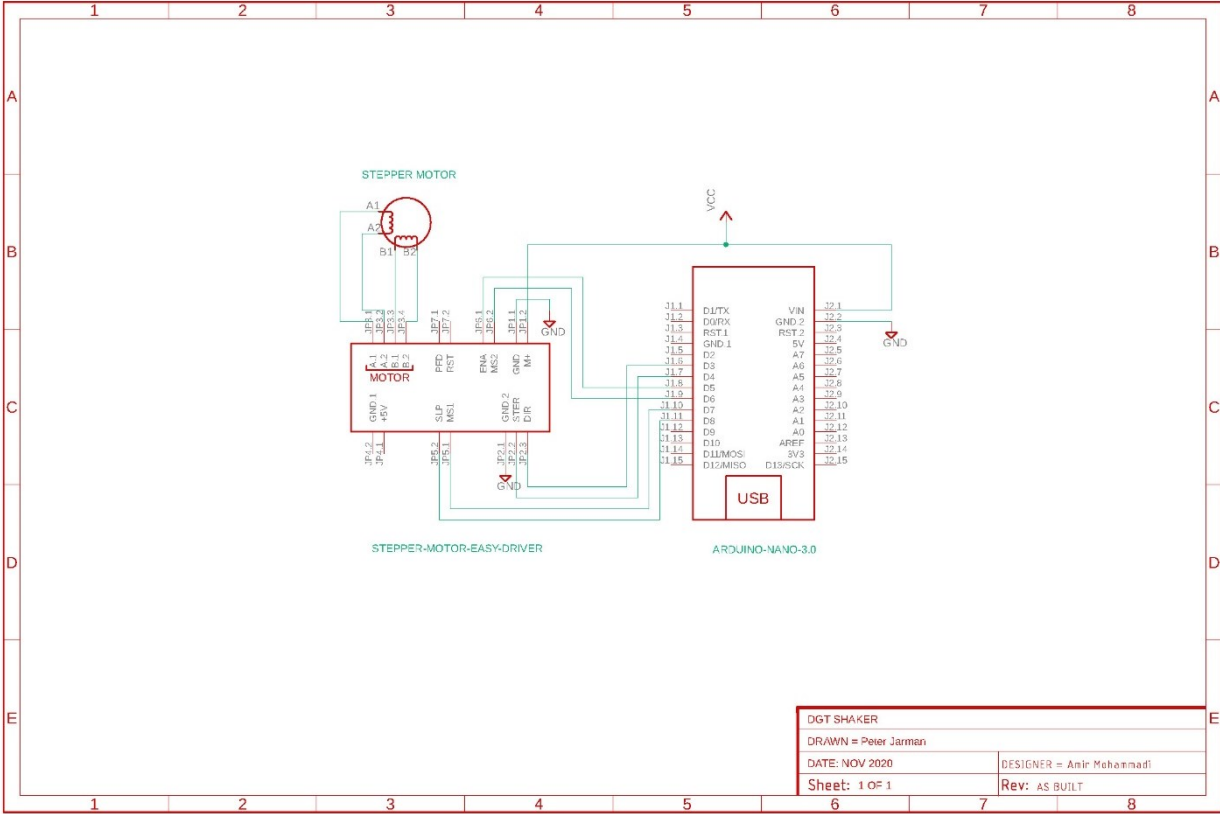 1 2 3 4 5 6 7 8
A A
B B
C C
D D
E E
STEPPER MOTOR
A1
A2
B1 B2
VCC
JP3.1
JP3.2
JP3.3
JP3.4
JP7.1
JP7.2
JP6.1
JP6.2
JP1.1
JP1.2
GND
A.1
A.2
B.1
B.2
MOTOR
PFD
RST
ENA
MS2
GND
M+
GND.1
+5V
SLP
MS1
GND.2
STER
DIR
JP4.2
JP4.1
JP5.2
JP5.1
JP2.1
JP2.2
JP2.3
GND
STEPPER-MOTOR-EASY-DRIVER
J1.1 D1/TX VIN J2.1
J1.2 D0/RX GND.2 J2.2
J1.3 RST.1 RST.2 J2.3
J1.4 GND.1 5V J2.4
J1.5 D2 A7 J2.5
J1.6 D3 A6 J2.6
J1.7 D4 A5 J2.7
J1.8 D5 A4 J2.8
J1.9 D6 A3 J2.9
J1.10 D7 A2 J2.10
J1.11 D8 A1 J2.11
J1.12 D9 A0 J2.12
J1.13 D10 AREF J2.13
J1.14 D11/MOSI 3V3 J2.14
J1.15 D12/MISO D13/SCK J2.15
GND
USB
ARDUINO-NANO-3.0
DGT SHAKER
DRAWN = Peter Jarman
DATE: NOV 2020 DESIGNER = Amir Mohammadi
Sheet: 1 OF 1 Rev: AS BUILT
1 2 3 4 5 6 7 8